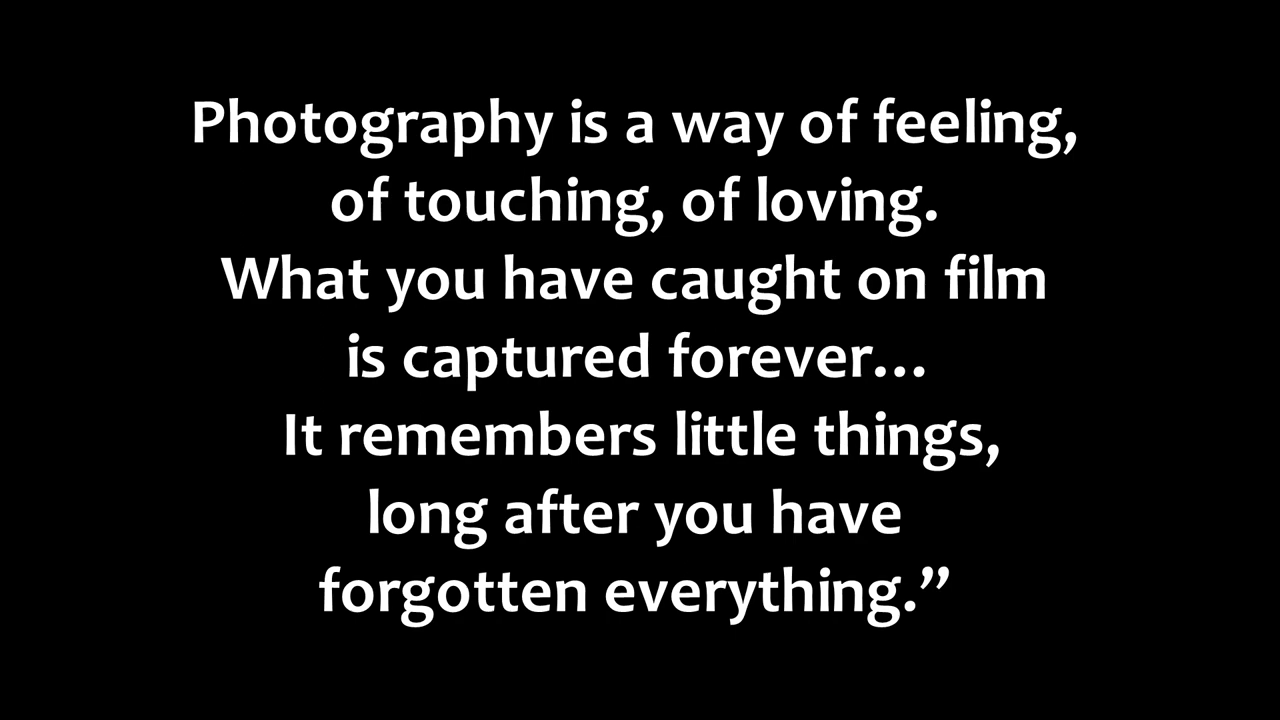 Photography is a way of feeling,
of touching, of loving.
What you have caught on film
is captured forever…
It remembers little things,
long after you have
forgotten everything.”